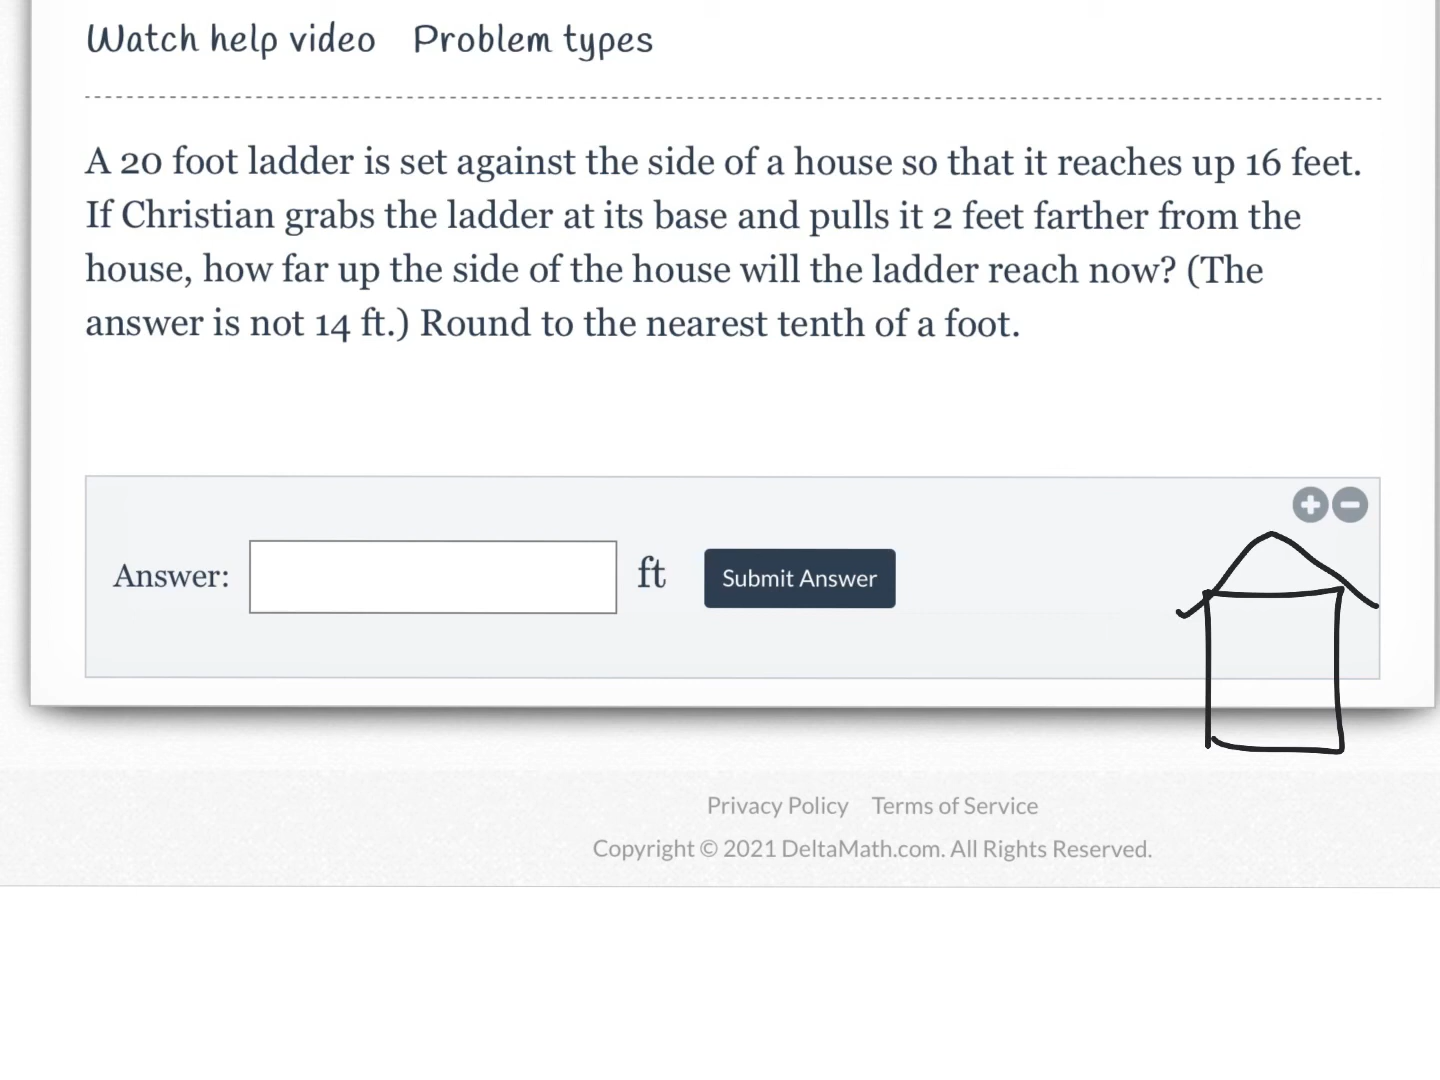 Watch help video Problem types
A 20 foot ladder is set against the side of a house so that it reaches up 16 feet.
If Christian grabs the ladder at its base and pulls it 2 feet farther from the
house, how far up the side of the house will the ladder reach now? (The
answer is not 14 ft.) Round to the nearest tenth of a foot.
Answer: ft Submit Answer
Privacy Policy Terms of Service
Copyright © 2021 DeltaMath.com. All Rights Reserved.